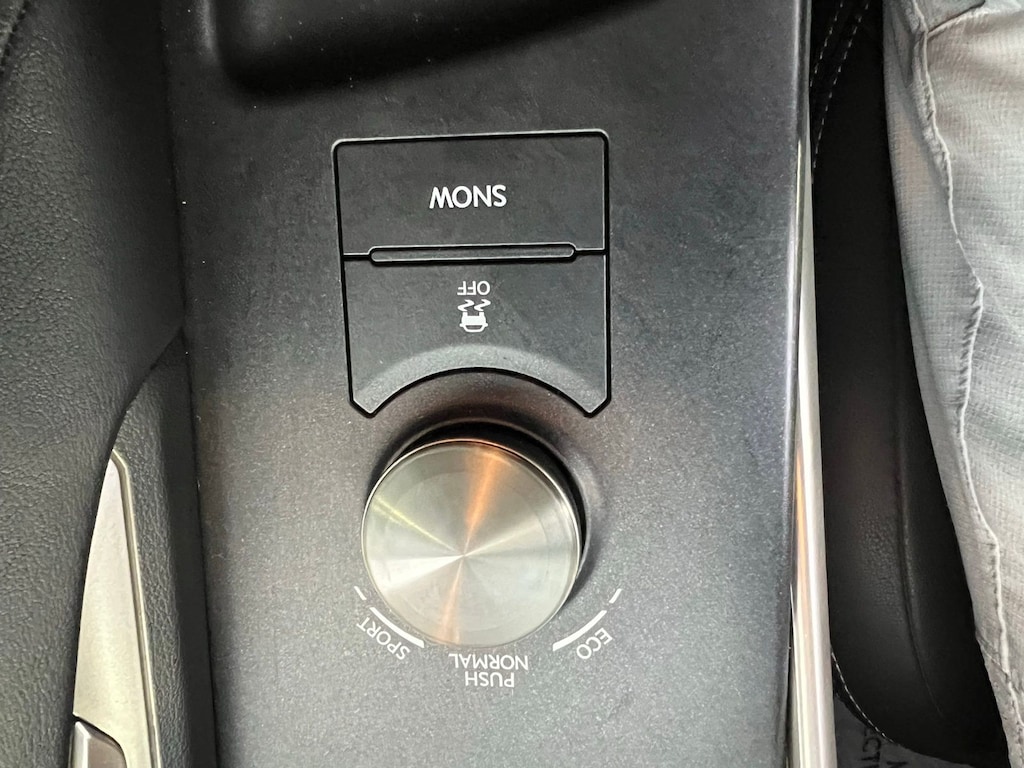 ECO
PUSH
NORMAL
SPORT
OFF
SNOW